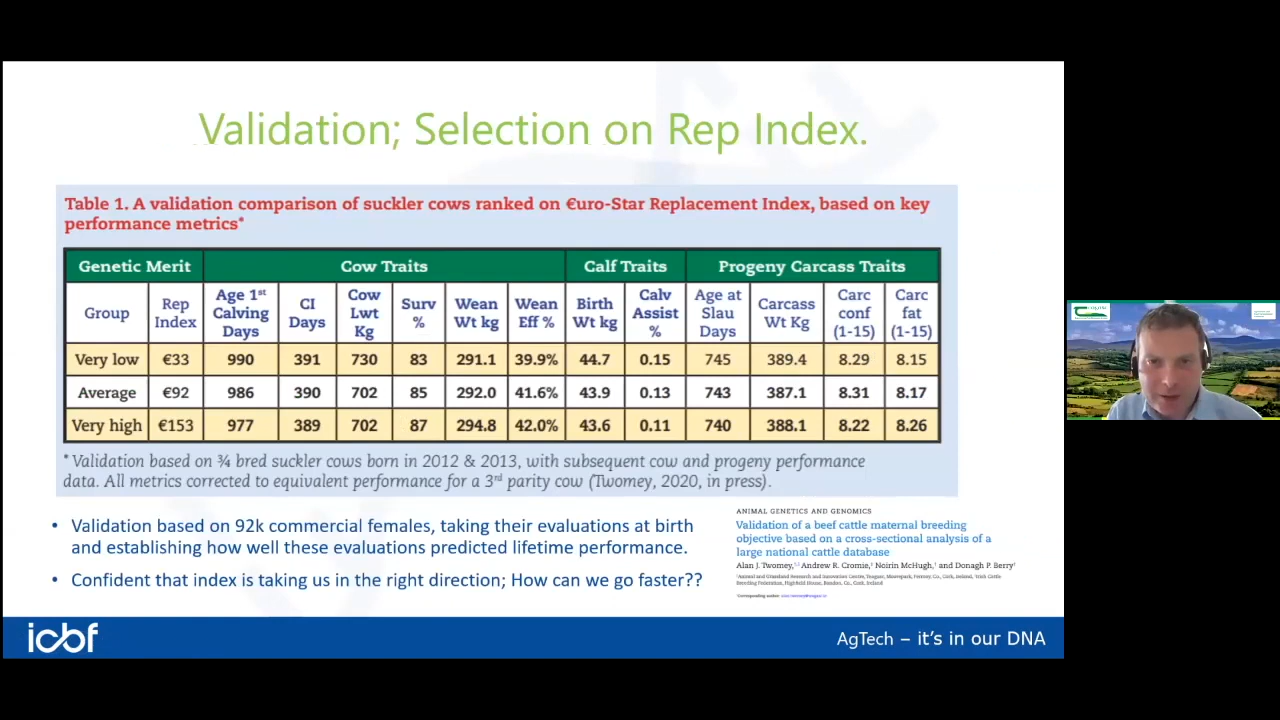 Validation; Selection on Rep Index.
Table 1. A validation comparison of suckler cows ranked on €uro-Star Replacement Index, based on key
performance metrics*
Genetic Merit Cow Traits Calf Traits Progeny Carcass Traits
Group Rep Index Age 1st Calving Days CI Days Cow Lwt Kg Surv % Wean Wt kg Wean Eff % Birth Wt kg Calv Assist % Age at Slau Days Carcass Wt Kg Carc conf (1-15) Carc fat (1-15)
Very low €33 990 391 730 83 291.1 39.9% 44.7 0.15 745 389.4 8.29 8.15
Average €92 986 390 702 85 292.0 41.6% 43.9 0.13 743 387.1 8.31 8.17
Very high €153 977 389 702 87 294.8 42.0% 43.6 0.11 740 388.1 8.22 8.26
* Validation based on ¾ bred suckler cows born in 2012 & 2013, with subsequent cow and progeny performance
data. All metrics corrected to equivalent performance for a 3rd parity cow (Twomey, 2020, in press).
• Validation based on 92k commercial females, taking their evaluations at birth
and establishing how well these evaluations predicted lifetime performance.
• Confident that index is taking us in the right direction; How can we go faster??
ANIMAL GENETICS AND GENOMICS
Validation of a beef cattle maternal breeding
objective based on a cross-sectional analysis of a
large national cattle database
Alan J. Twomey, Andrew R. Cromie, Noirin McHugh, and Donagh P. Berry
icbf
AgTech – it's in our DNA